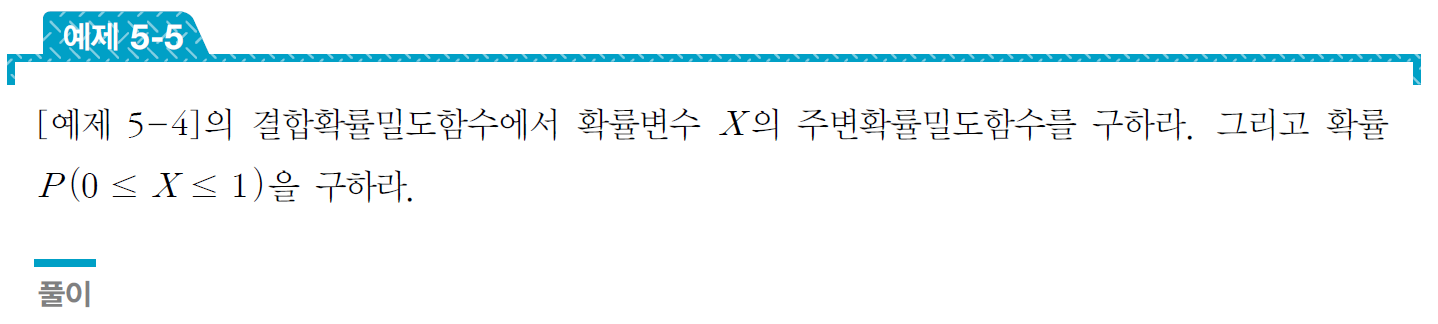 예제 5-5
[예제 5-4]의 결합확률밀도함수에서 확률변수 X의 주변확률밀도함수를 구하라. 그리고 확률
P(0 ≤ X ≤ 1)을 구하라.
풀이